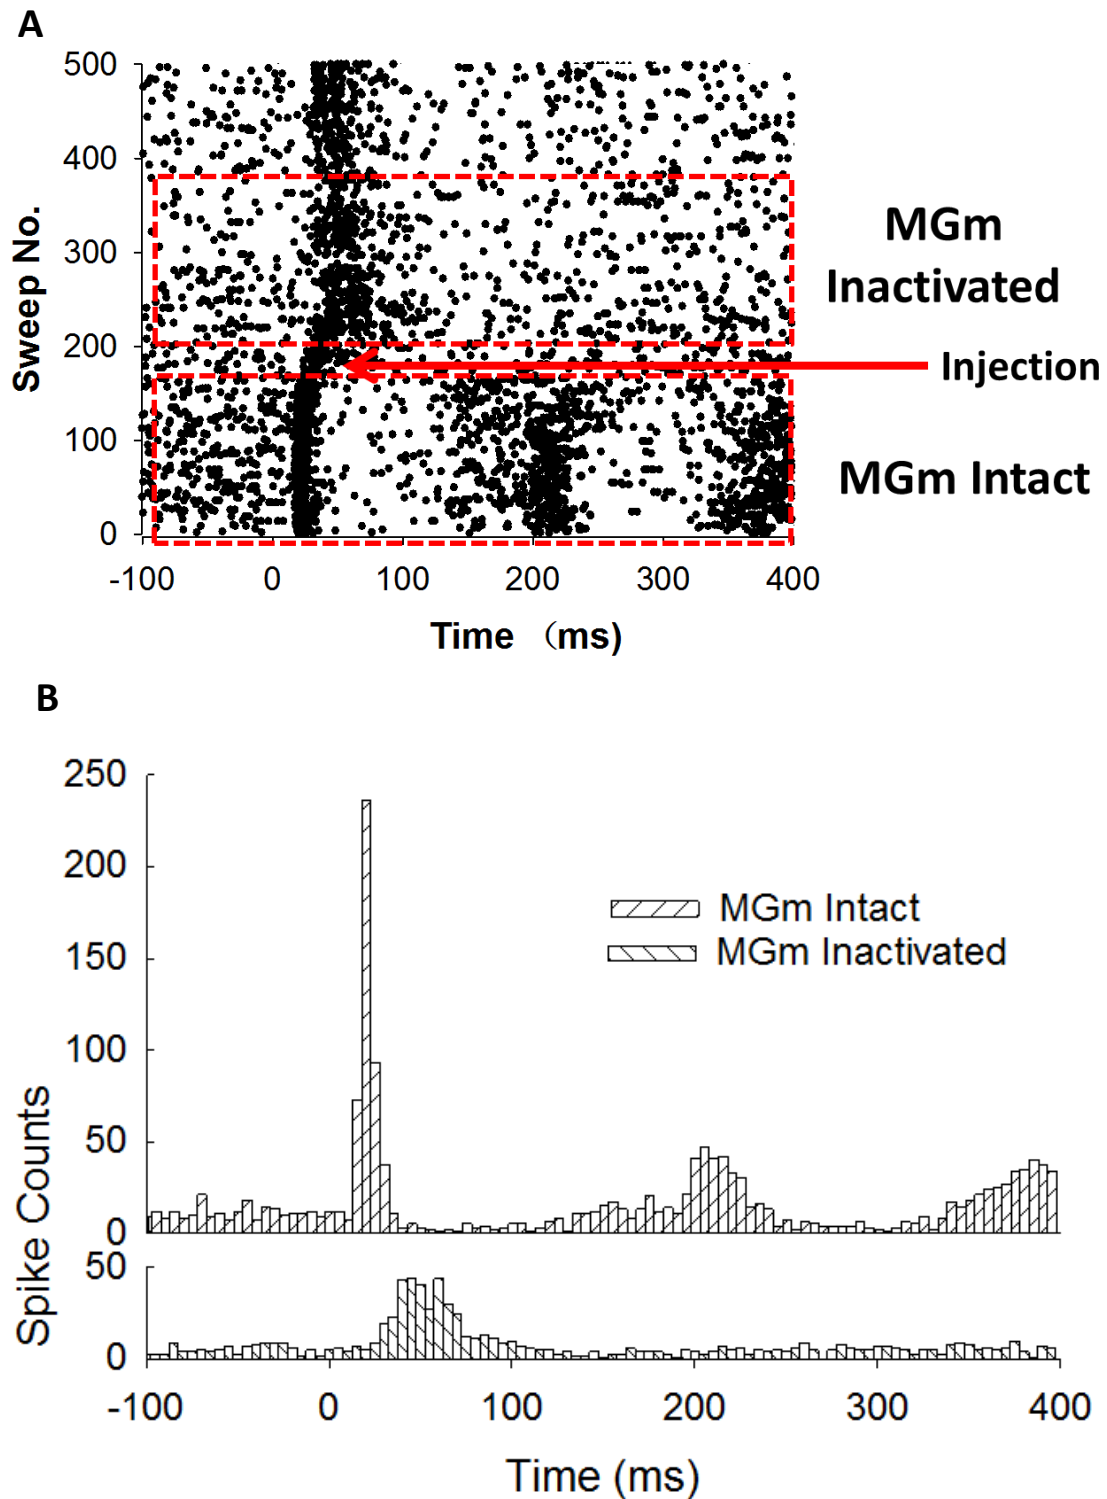 A
500
400
300
200
100
0
Sweep No.
-100 0 100 200 300 400
Time （ms)
MGm
Inactivated
Injection
MGm Intact
B
250
200
150
100
50
0
50
0
Spike Counts
MGm Intact
MGm Inactivated
-100 0 100 200 300 400
Time (ms)